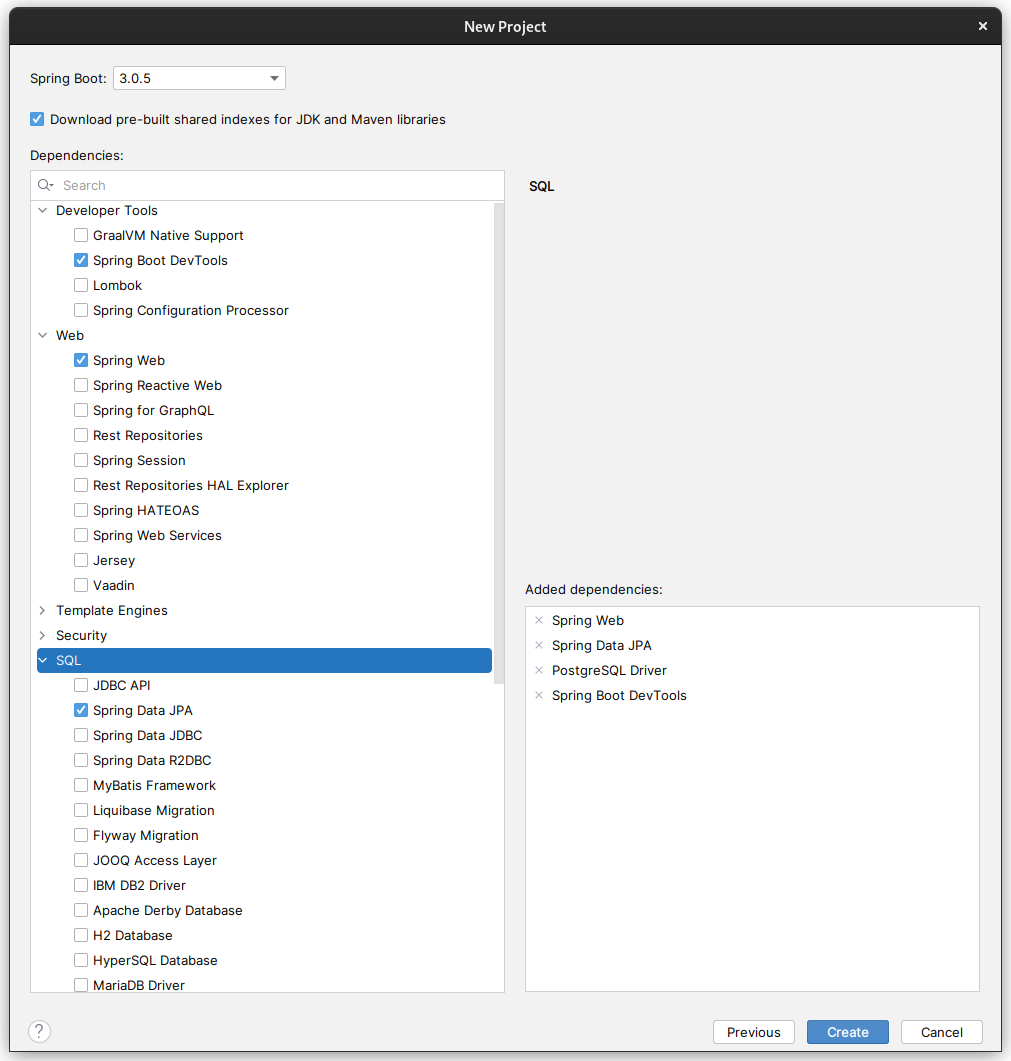 New Project
Spring Boot: 3.0.5
Download pre-built shared indexes for JDK and Maven libraries
Dependencies:
Search
Developer Tools
GraalVM Native Support
Spring Boot DevTools
Lombok
Spring Configuration Processor
Web
Spring Web
Spring Reactive Web
Spring for GraphQL
Rest Repositories
Spring Session
Rest Repositories HAL Explorer
Spring HATEOAS
Spring Web Services
Jersey
Vaadin
Template Engines
Security
SQL
JDBC API
Spring Data JPA
Spring Data JDBC
Spring Data R2DBC
MyBatis Framework
Liquibase Migration
Flyway Migration
JOOQ Access Layer
IBM DB2 Driver
Apache Derby Database
H2 Database
HyperSQL Database
MariaDB Driver
SQL
Added dependencies:
Spring Web
Spring Data JPA
PostgreSQL Driver
Spring Boot DevTools
?
Previous
Create
Cancel